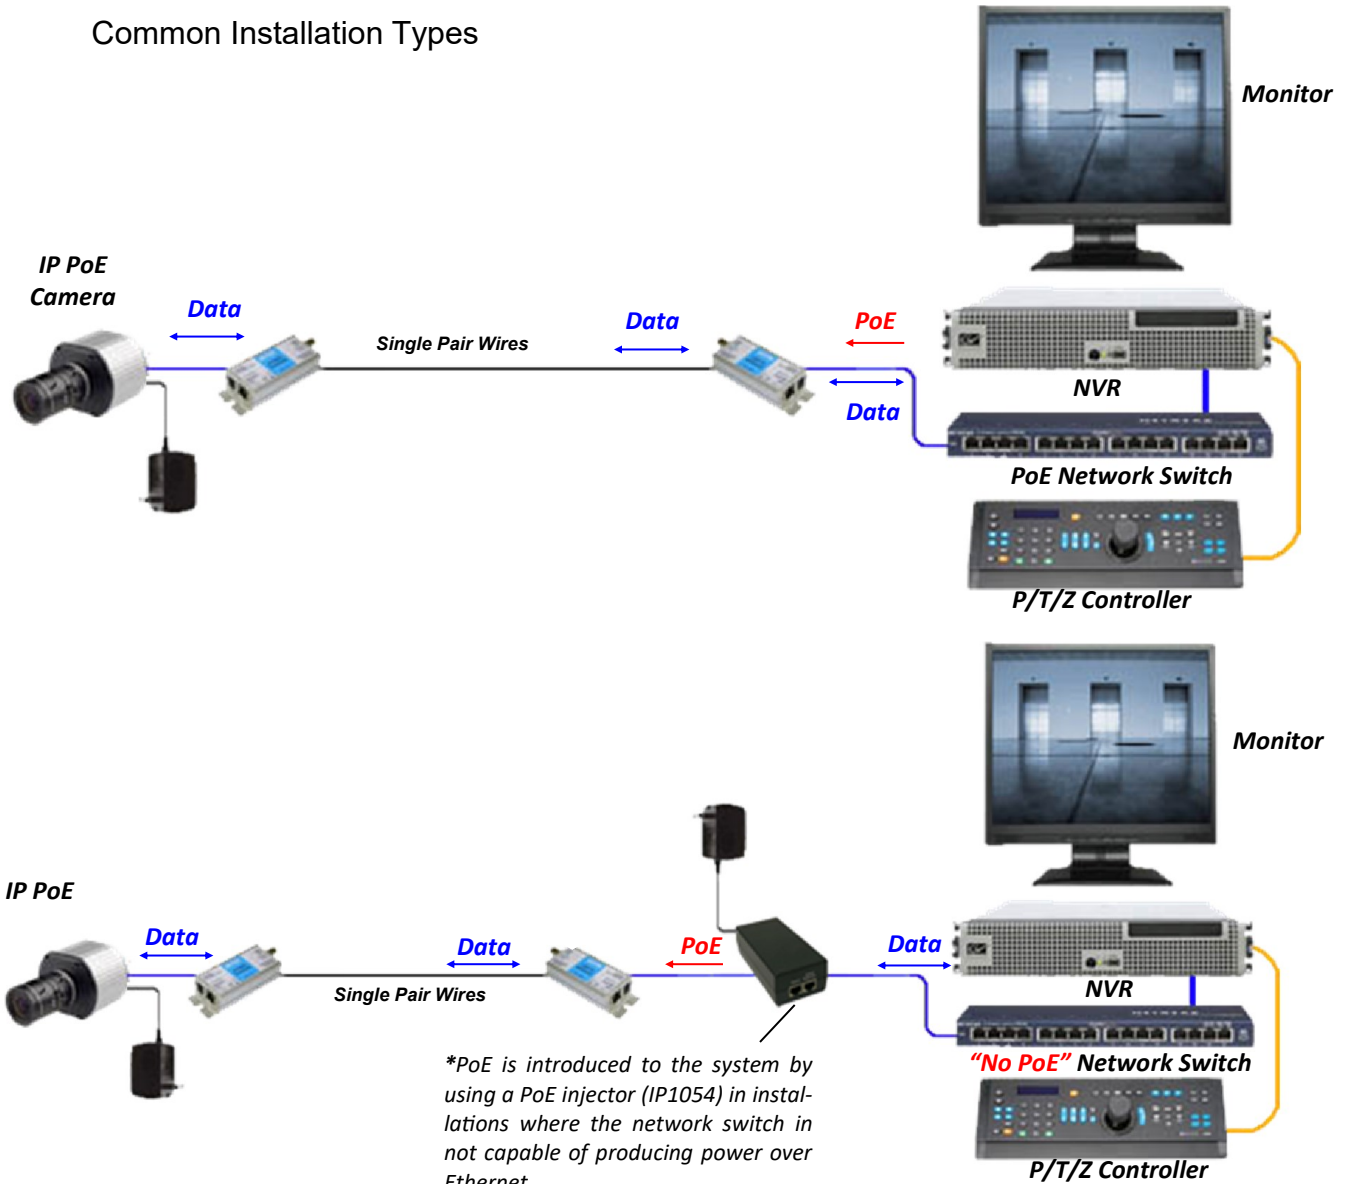 Common Installation Types
Monitor
IP PoE
Camera
Data
Single Pair Wires
Data
PoE
Data
NVR
PoE Network Switch
P/T/Z Controller
Monitor
IP PoE
Data
Single Pair Wires
Data
PoE
Data
NVR
“No PoE” Network Switch
P/T/Z Controller
*PoE is introduced to the system by
using a PoE injector (IP1054) in instal-
lations where the network switch in
not capable of producing power over
Ethernet